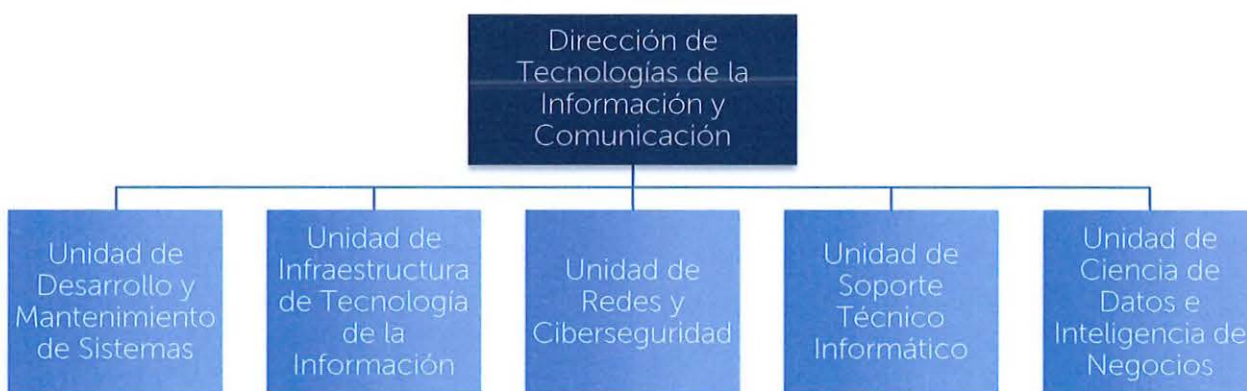 Dirección de
Tecnologías de la
Información y
Comunicación
Unidad de
Desarrollo y
Mantenimiento
de Sistemas
Unidad de
Infraestructura
de Tecnología
de la
Información
Unidad de
Redes y
Ciberseguridad
Unidad de
Soporte
Técnico
Informático
Unidad de
Ciencia de
Datos e
Inteligencia de
Negocios